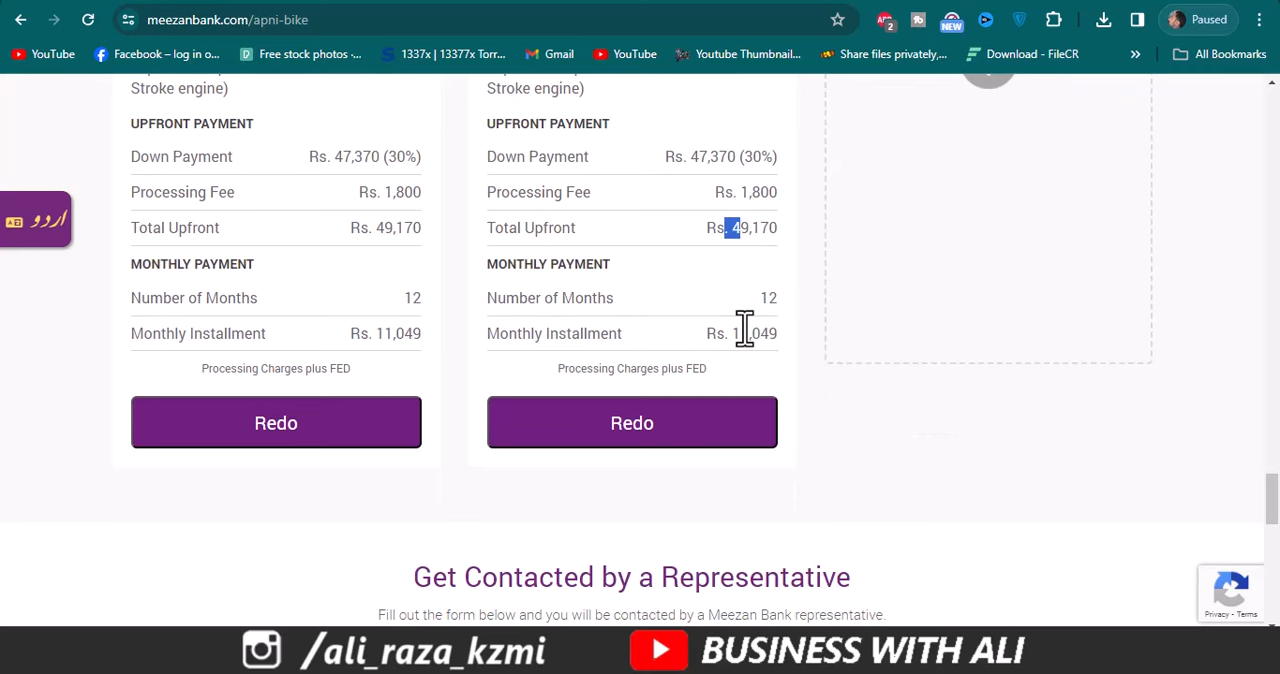 meezanbank.com/apni-bike
2
NEW
Paused
YouTube
Facebook – log in o...
Free stock photos -...
1337x | 13377x Torr...
Gmail
YouTube
Youtube Thumbnail...
Share files privately,...
Download - FileCR
»
All Bookmarks
Stroke engine)
Stroke engine)
UPFRONT PAYMENT
UPFRONT PAYMENT
Down Payment Rs. 47,370 (30%)
Down Payment Rs. 47,370 (30%)
Processing Fee Rs. 1,800
Processing Fee Rs. 1,800
اردو
Total Upfront Rs. 49,170
Total Upfront Rs. 49,170
MONTHLY PAYMENT
MONTHLY PAYMENT
Number of Months 12
Number of Months 12
Monthly Installment Rs. 11,049
Monthly Installment Rs. 11,049
Processing Charges plus FED
Processing Charges plus FED
Redo
Redo
Get Contacted by a Representative
Fill out the form below and you will be contacted by a Meezan Bank representative.
Privacy - Terms
/ali_raza_kzmi
BUSINESS WITH ALI